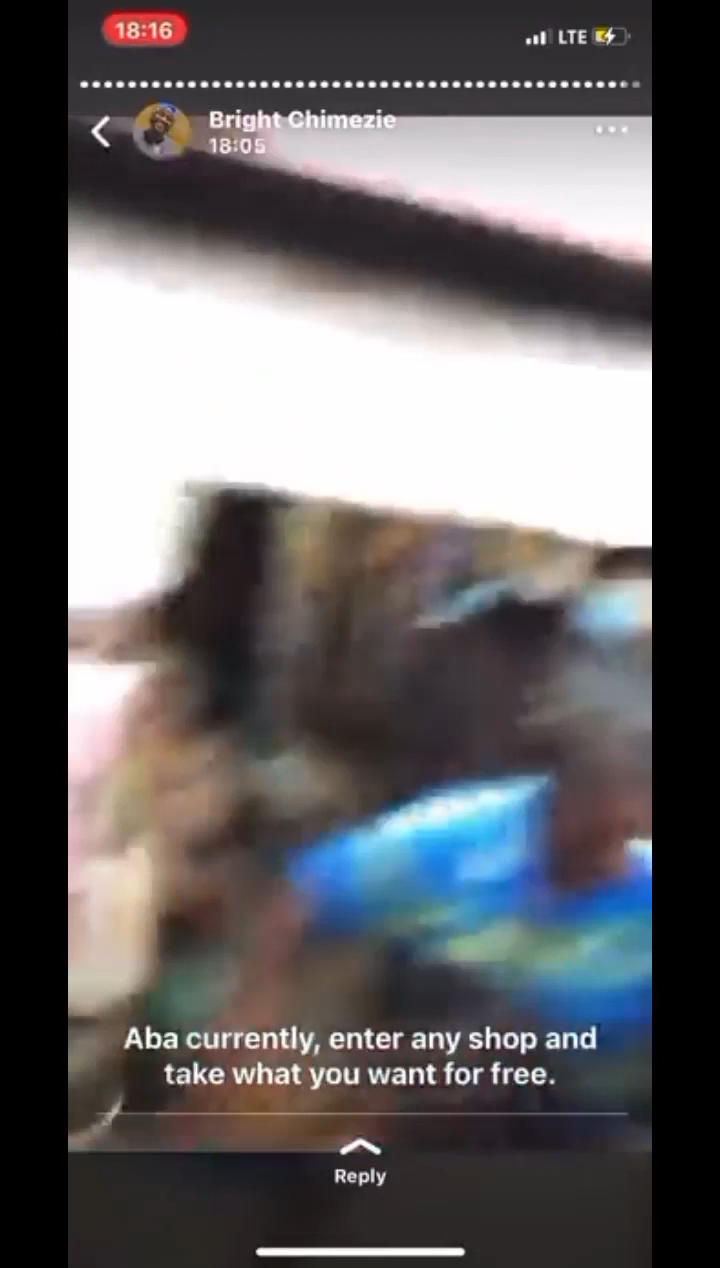 18:16
LTE
Bright Chimezie
18:05
Aba currently, enter any shop and
take what you want for free.
Reply